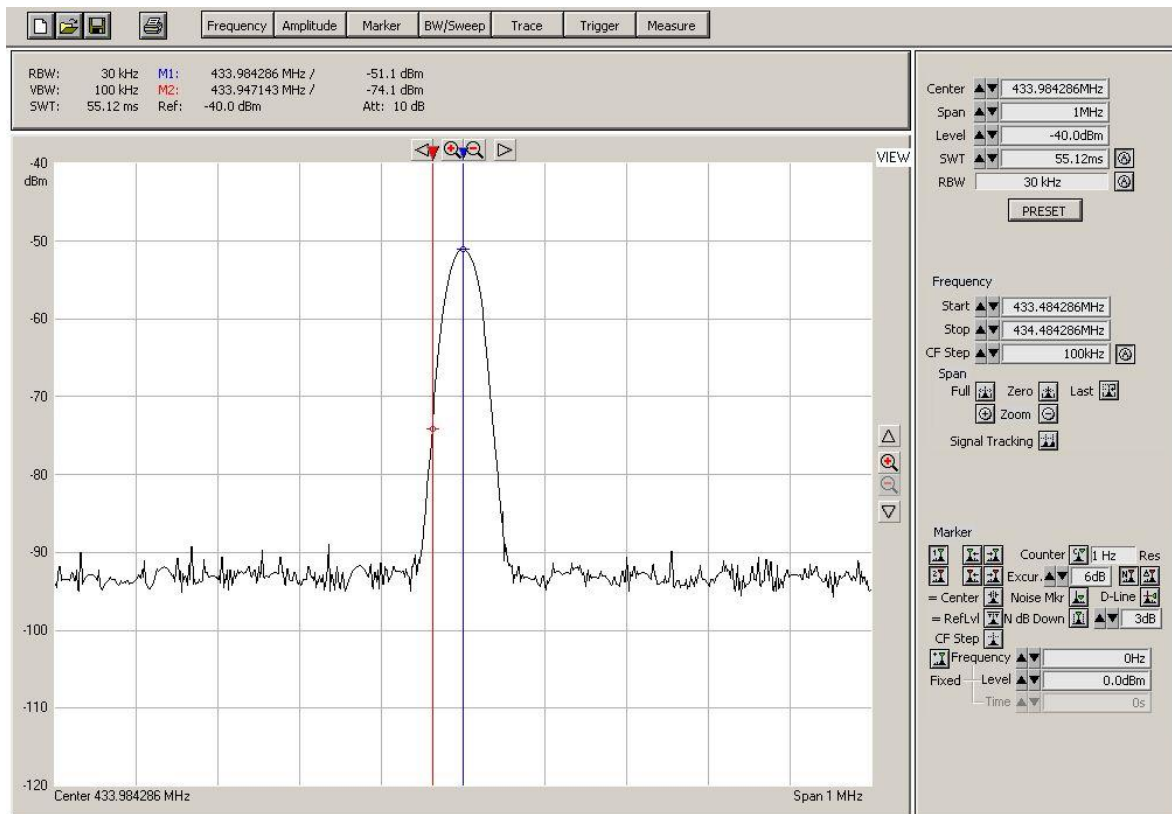 Frequency Amplitude Marker BW/Sweep Trace Trigger Measure
RBW: 30 kHz M1: 433.984286 MHz / -51.1 dBm
VBW: 100 kHz M2: 433.947143 MHz / -74.1 dBm
SWT: 55.12 ms Ref: -40.0 dBm Att: 10 dB
VIEW
-40
dBm
-50
-60
-70
-80
-90
-100
-110
-120
Center 433.984286 MHz Span 1 MHz
Center 433.984286MHz
Span 1MHz
Level -40.0dBm
SWT 55.12ms
RBW 30 kHz
PRESET
Frequency
Start 433.484286MHz
Stop 434.484286MHz
CF Step 100kHz
Span
Full Zero Last
Zoom
Signal Tracking
Marker
Counter 1 Hz Res
Excur. 6dB
= Center Noise Mkr D-Line
= RefLvl N dB Down 3dB
CF Step
Frequency 0Hz
Fixed Level 0.0dBm
Time 0s